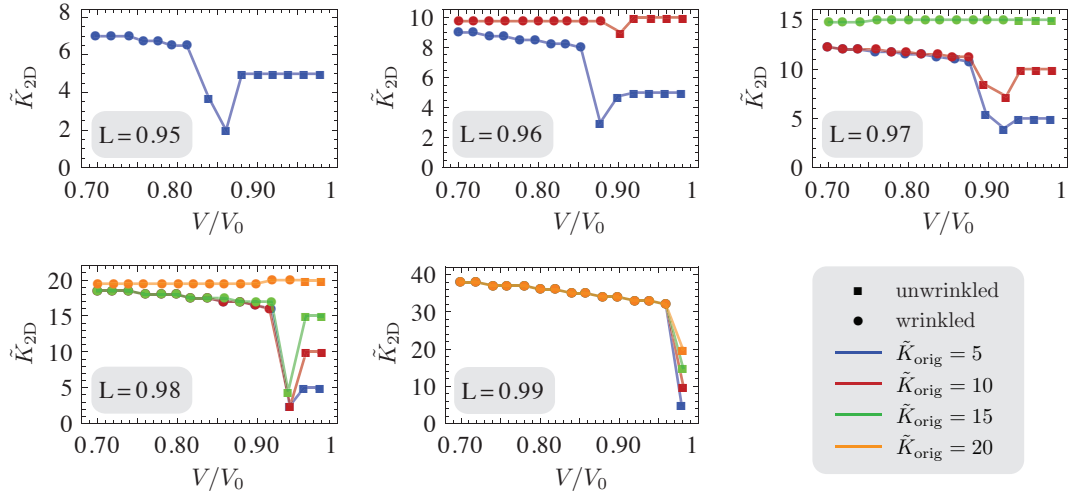 8
6
4
2
0
K̃2D
L = 0.95
0.70 0.80 0.90 1
V/V0
10
8
6
4
2
0
K̃2D
L = 0.96
0.70 0.80 0.90 1
V/V0
15
10
5
0
K̃2D
L = 0.97
0.70 0.80 0.90 1
V/V0
20
15
10
5
0
K̃2D
L = 0.98
0.70 0.80 0.90 1
V/V0
40
30
20
10
0
K̃2D
L = 0.99
0.70 0.80 0.90 1
V/V0
unwrinkled
wrinkled
K̃orig = 5
K̃orig = 10
K̃orig = 15
K̃orig = 20